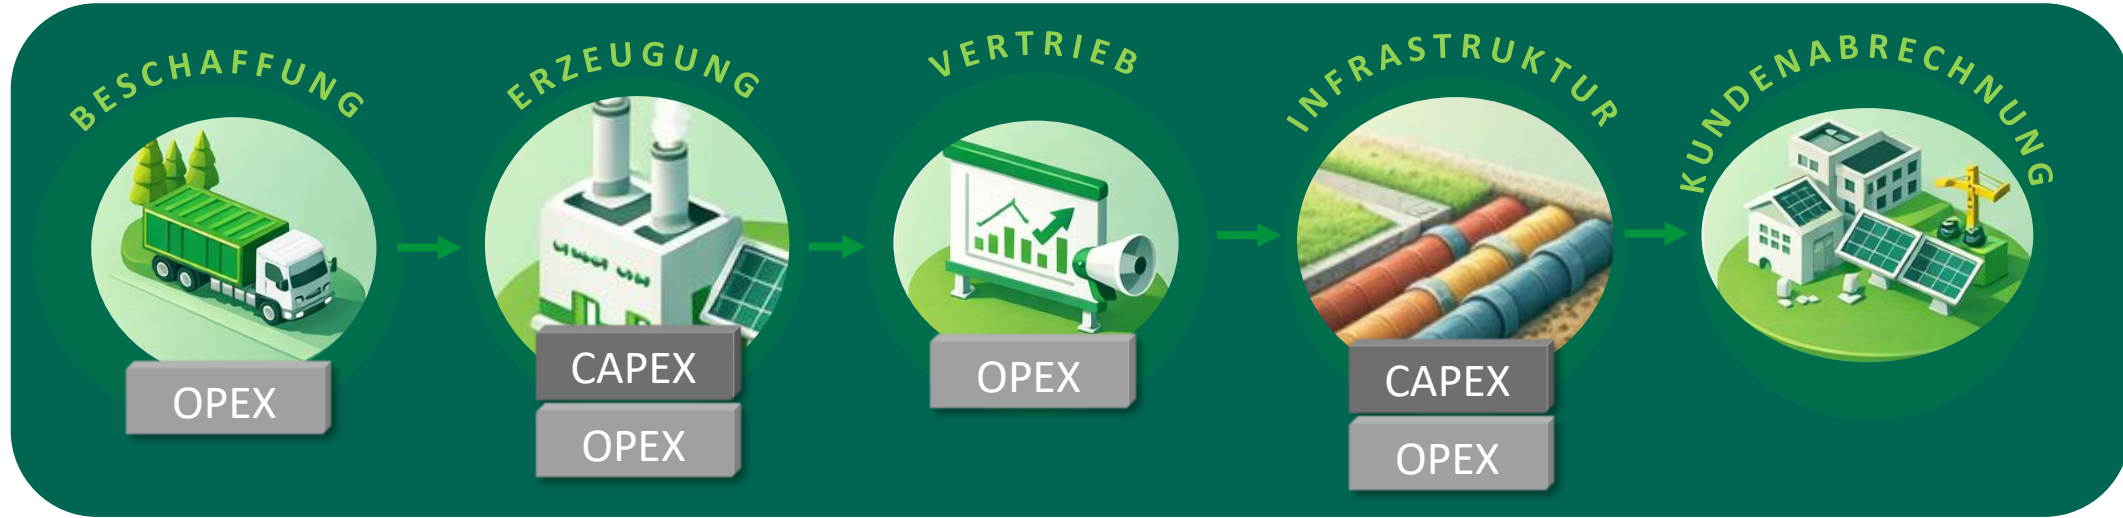 BESCHAFFUNG
ERZEUGUNG
VERTRIEB
INFRASTRUKTUR
KUNDENABRECHNUNG
OPEX
CAPEX
OPEX
OPEX
CAPEX
OPEX